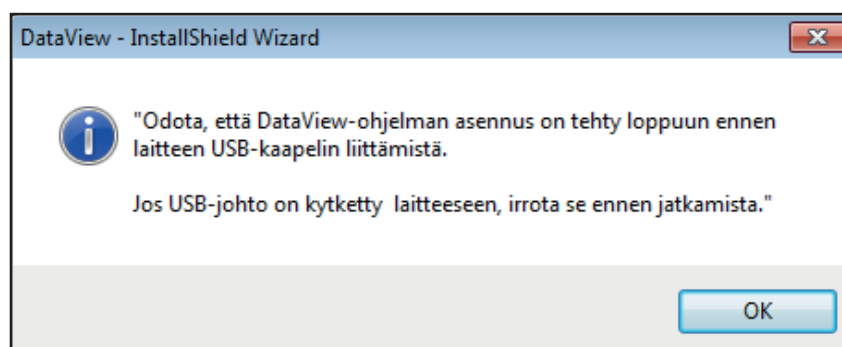 DataView - InstallShield Wizard
"Odota, että DataView-ohjelman asennus on tehty loppuun ennen
laitteen USB-kaapelin liittämistä.
Jos USB-johto on kytketty  laitteeseen, irrota se ennen jatkamista."
OK